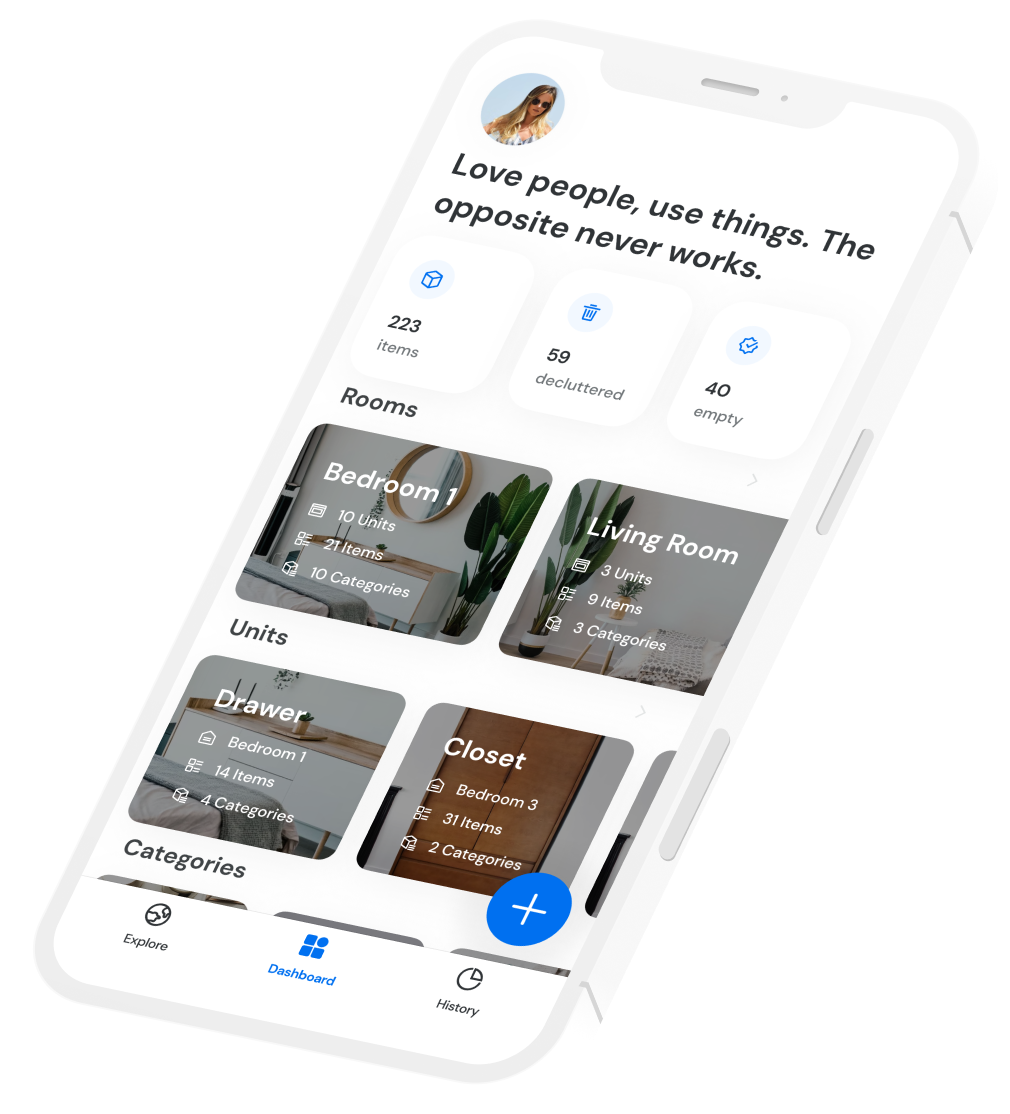 Love people, use things. The
opposite never works.
223
items
59
decluttered
40
empty
Rooms
Bedroom 1
10 Units
21 Items
10 Categories
Living Room
3 Units
9 Items
3 Categories
Units
Drawer
Bedroom 1
14 Items
4 Categories
Closet
Bedroom 3
31 Items
2 Categories
Categories
Explore
Dashboard
History